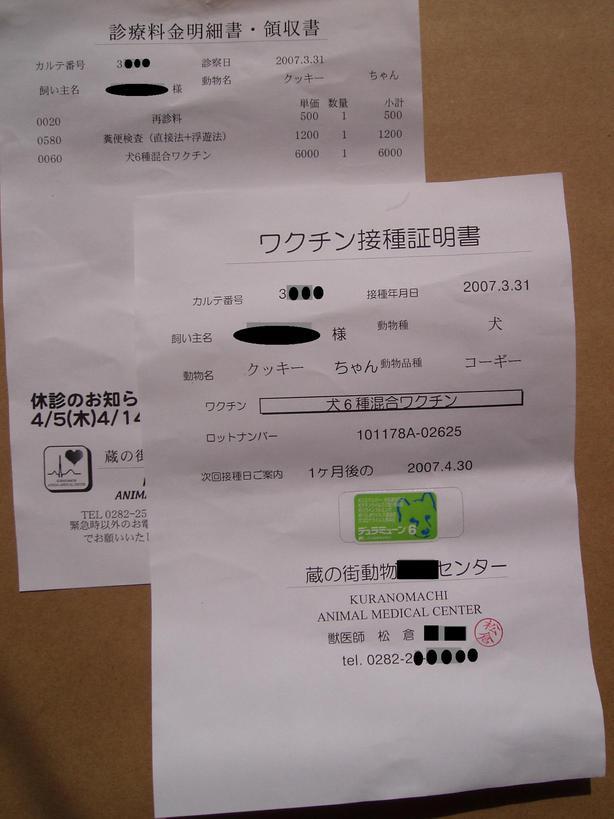 診療料金明細書・領収書
カルテ番号 3 診察日 2007.3.31
飼い主名 様 動物名 クッキー ちゃん
単価 数量 小計
0020 再診料 500 1 500
0580 糞便検査（直接法+浮遊法） 1200 1 1200
0060 犬6種混合ワクチン 6000 1 6000
休診のお知ら
4/5(木)4/14
蔵の街
ANIM
TEL 0282-25
緊急時以外のお電
でお願いいたし
ワクチン接種証明書
カルテ番号 3 接種年月日 2007.3.31
飼い主名 様 動物種 犬
動物名 クッキー ちゃん 動物品種 コーギー
ワクチン 犬6種混合ワクチン
ロットナンバー 101178A-02625
次回接種日ご案内 1ヶ月後の 2007.4.30
デュラミューン 6
蔵の街動物 センター
KURANOMACHI
ANIMAL MEDICAL CENTER
獣医師 松倉
tel. 0282-2